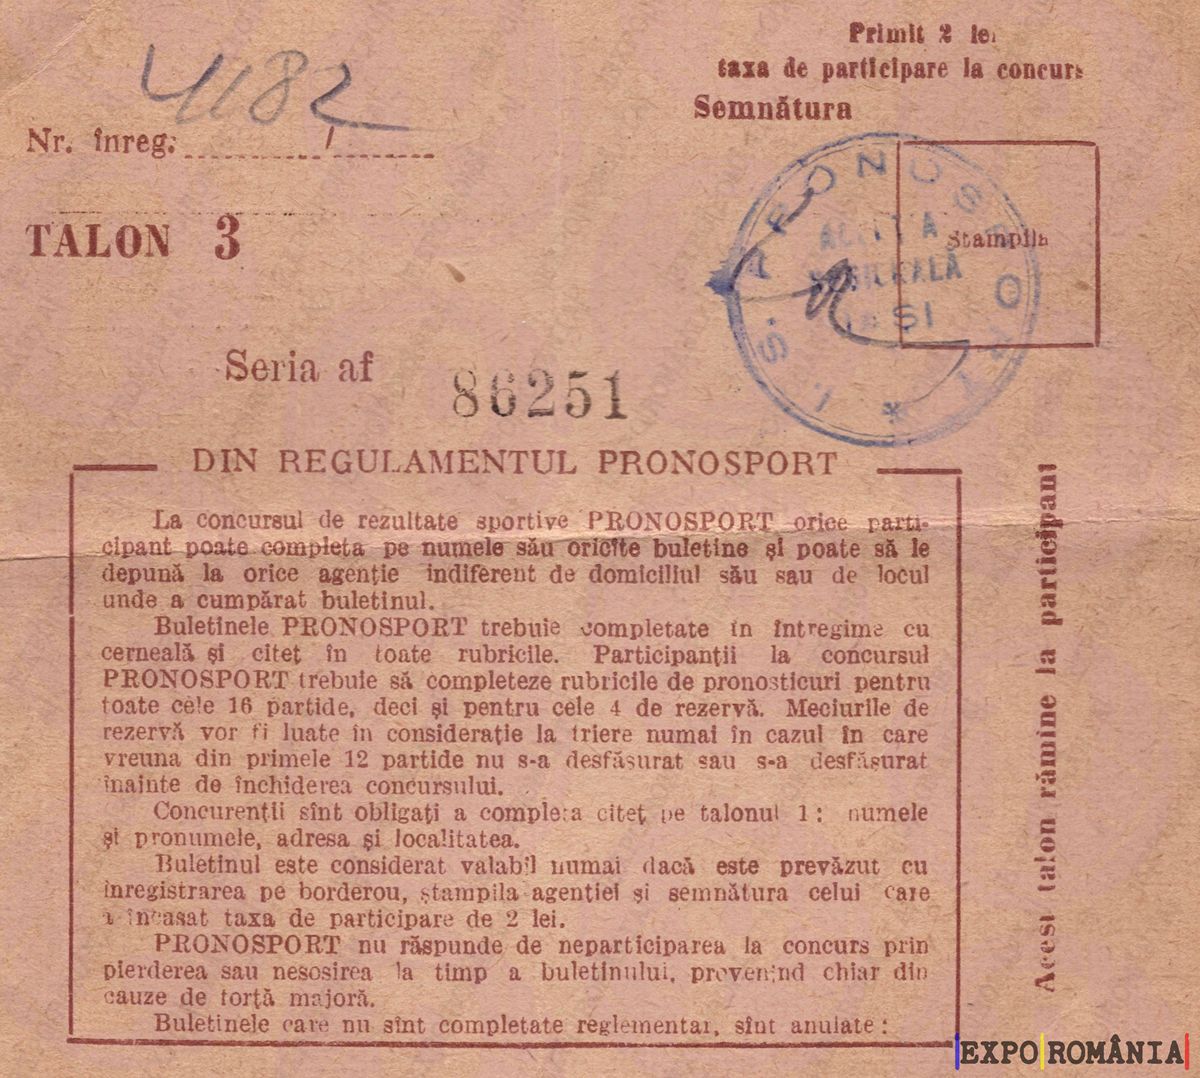 Primit 2 lei
taxa de participare la concurs
Semnătura
4182
Nr. înreg.
TALON 3
Stampila
I. S. PRONOSPORT
IAȘI
Seria af 86251
DIN REGULAMENTUL PRONOSPORT
La concursul de rezultate sportive PRONOSPORT orice parti-
cipant poate completa pe numele său oricîte buletine și poate să le
depună la orice agenție indiferent de domiciliul său sau de locul
unde a cumpărat buletinul.
Buletinele PRONOSPORT trebuie completate în întregime cu
cerneală și citeț în toate rubricile. Participanții la concursul
PRONOSPORT trebuie să completeze rubricile de pronosticuri pentru
toate cele 16 partide, deci și pentru cele 4 de rezervă. Meciurile de
rezervă vor fi luate în considerație la triere numai în cazul în care
vreuna din primele 12 partide nu s-a desfășurat sau s-a desfășurat
înainte de închiderea concursului.
Concurenții sînt obligați a completa citeț pe talonul 1: numele
și pronumele, adresa și localitatea.
Buletinul este considerat valabil numai dacă este prevăzut cu
înregistrarea pe borderou, ștampila agenției și semnătura celui care
a încasat taxa de participare de 2 lei.
PRONOSPORT nu răspunde de neparticiparea la concurs prin
pierderea sau nesosirea la timp a buletinului, provenind chiar din
cauze de forță majoră.
Buletinele care nu sînt completate reglementar, sînt anulate:
Acest talon rămîne la participant
EXPO ROMÂNIA